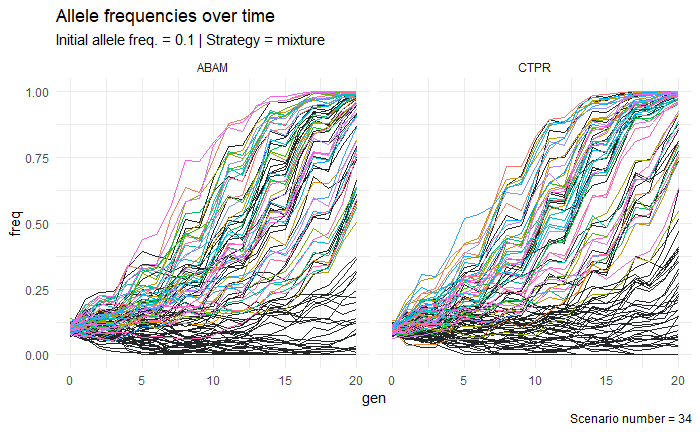 Allele frequencies over time
Initial allele freq. = 0.1 | Strategy = mixture
ABAM
CTPR
1.00
0.75
0.50
0.25
0.00
freq
0 5 10 15 20
0 5 10 15 20
gen
Scenario number = 34